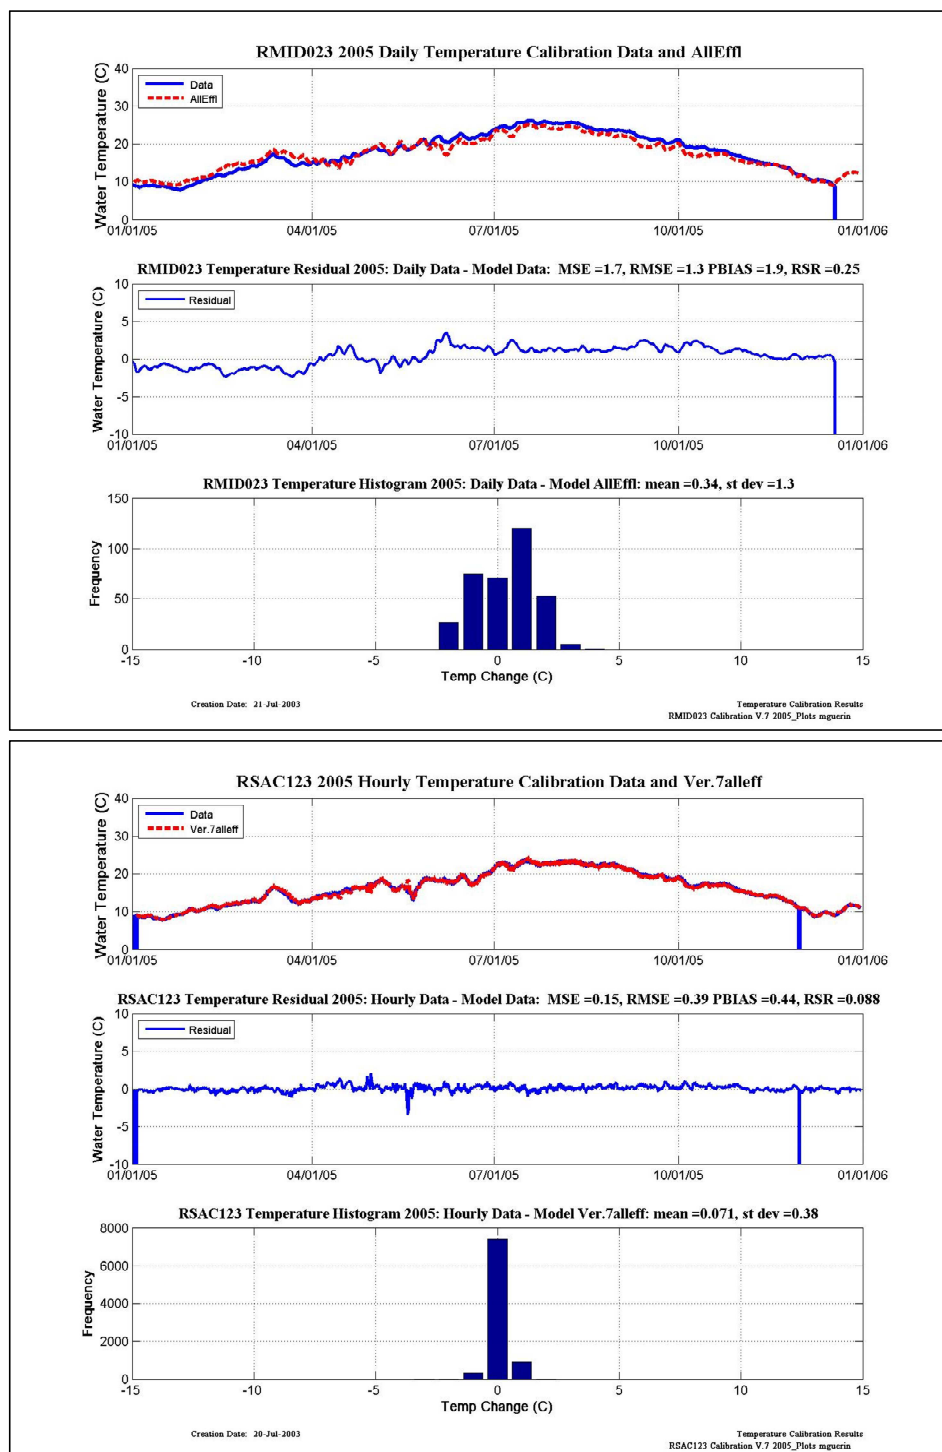 RMID023 2005 Daily Temperature Calibration Data and AllEffl
Water Temperature (C)
40
30
20
10
0
Data
AllEffl
01/01/05 04/01/05 07/01/05 10/01/05 01/01/06
RMID023 Temperature Residual 2005: Daily Data - Model Data: MSE =1.7, RMSE =1.3 PBIAS =1.9, RSR =0.25
Water Temperature (C)
10
5
0
-5
-10
Residual
01/01/05 04/01/05 07/01/05 10/01/05 01/01/06
RMID023 Temperature Histogram 2005: Daily Data - Model AllEffl: mean =0.34, st dev =1.3
Frequency
150
100
50
0
-15 -10 -5 0 5 10 15
Temp Change (C)
Creation Date: 21-Jul-2003
Temperature Calibration Results
RMID023 Calibration V.7 2005_Plots mguerin
RSAC123 2005 Hourly Temperature Calibration Data and Ver.7alleff
Water Temperature (C)
40
30
20
10
0
Data
Ver.7alleff
01/01/05 04/01/05 07/01/05 10/01/05 01/01/06
RSAC123 Temperature Residual 2005: Hourly Data - Model Data: MSE =0.15, RMSE =0.39 PBIAS =0.44, RSR =0.088
Water Temperature (C)
10
5
0
-5
-10
Residual
01/01/05 04/01/05 07/01/05 10/01/05 01/01/06
RSAC123 Temperature Histogram 2005: Hourly Data - Model Ver.7alleff: mean =0.071, st dev =0.38
Frequency
8000
6000
4000
2000
0
-15 -10 -5 0 5 10 15
Temp Change (C)
Creation Date: 20-Jul-2003
Temperature Calibration Results
RSAC123 Calibration V.7 2005_Plots mguerin